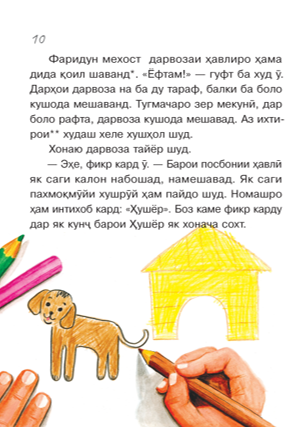 10
Фаридун мехост дарвозаи ҳавлиро ҳама
дида қоил шаванд*. «Ёфтам!» — гуфт ба худ ӯ.
Дарҳои дарвоза на ба ду тараф, балки ба боло
кушода мешаванд. Тугмачаро зер мекунӣ, дар
боло рафта, дарвоза кушода мешавад. Аз ихти-
рои** худаш хеле хушҳол шуд.
Хонаю дарвоза тайёр шуд.
— Эҳе, фикр кард ӯ. — Барои посбонии ҳавлӣ
як саги калон набошад, намешавад. Як саги
пахмоқмӯйи хушрӯй ҳам пайдо шуд. Номашро
ҳам интихоб кард: «Ҳушёр». Боз каме фикр карду
дар як кунҷ барои Ҳушёр як хонача сохт.